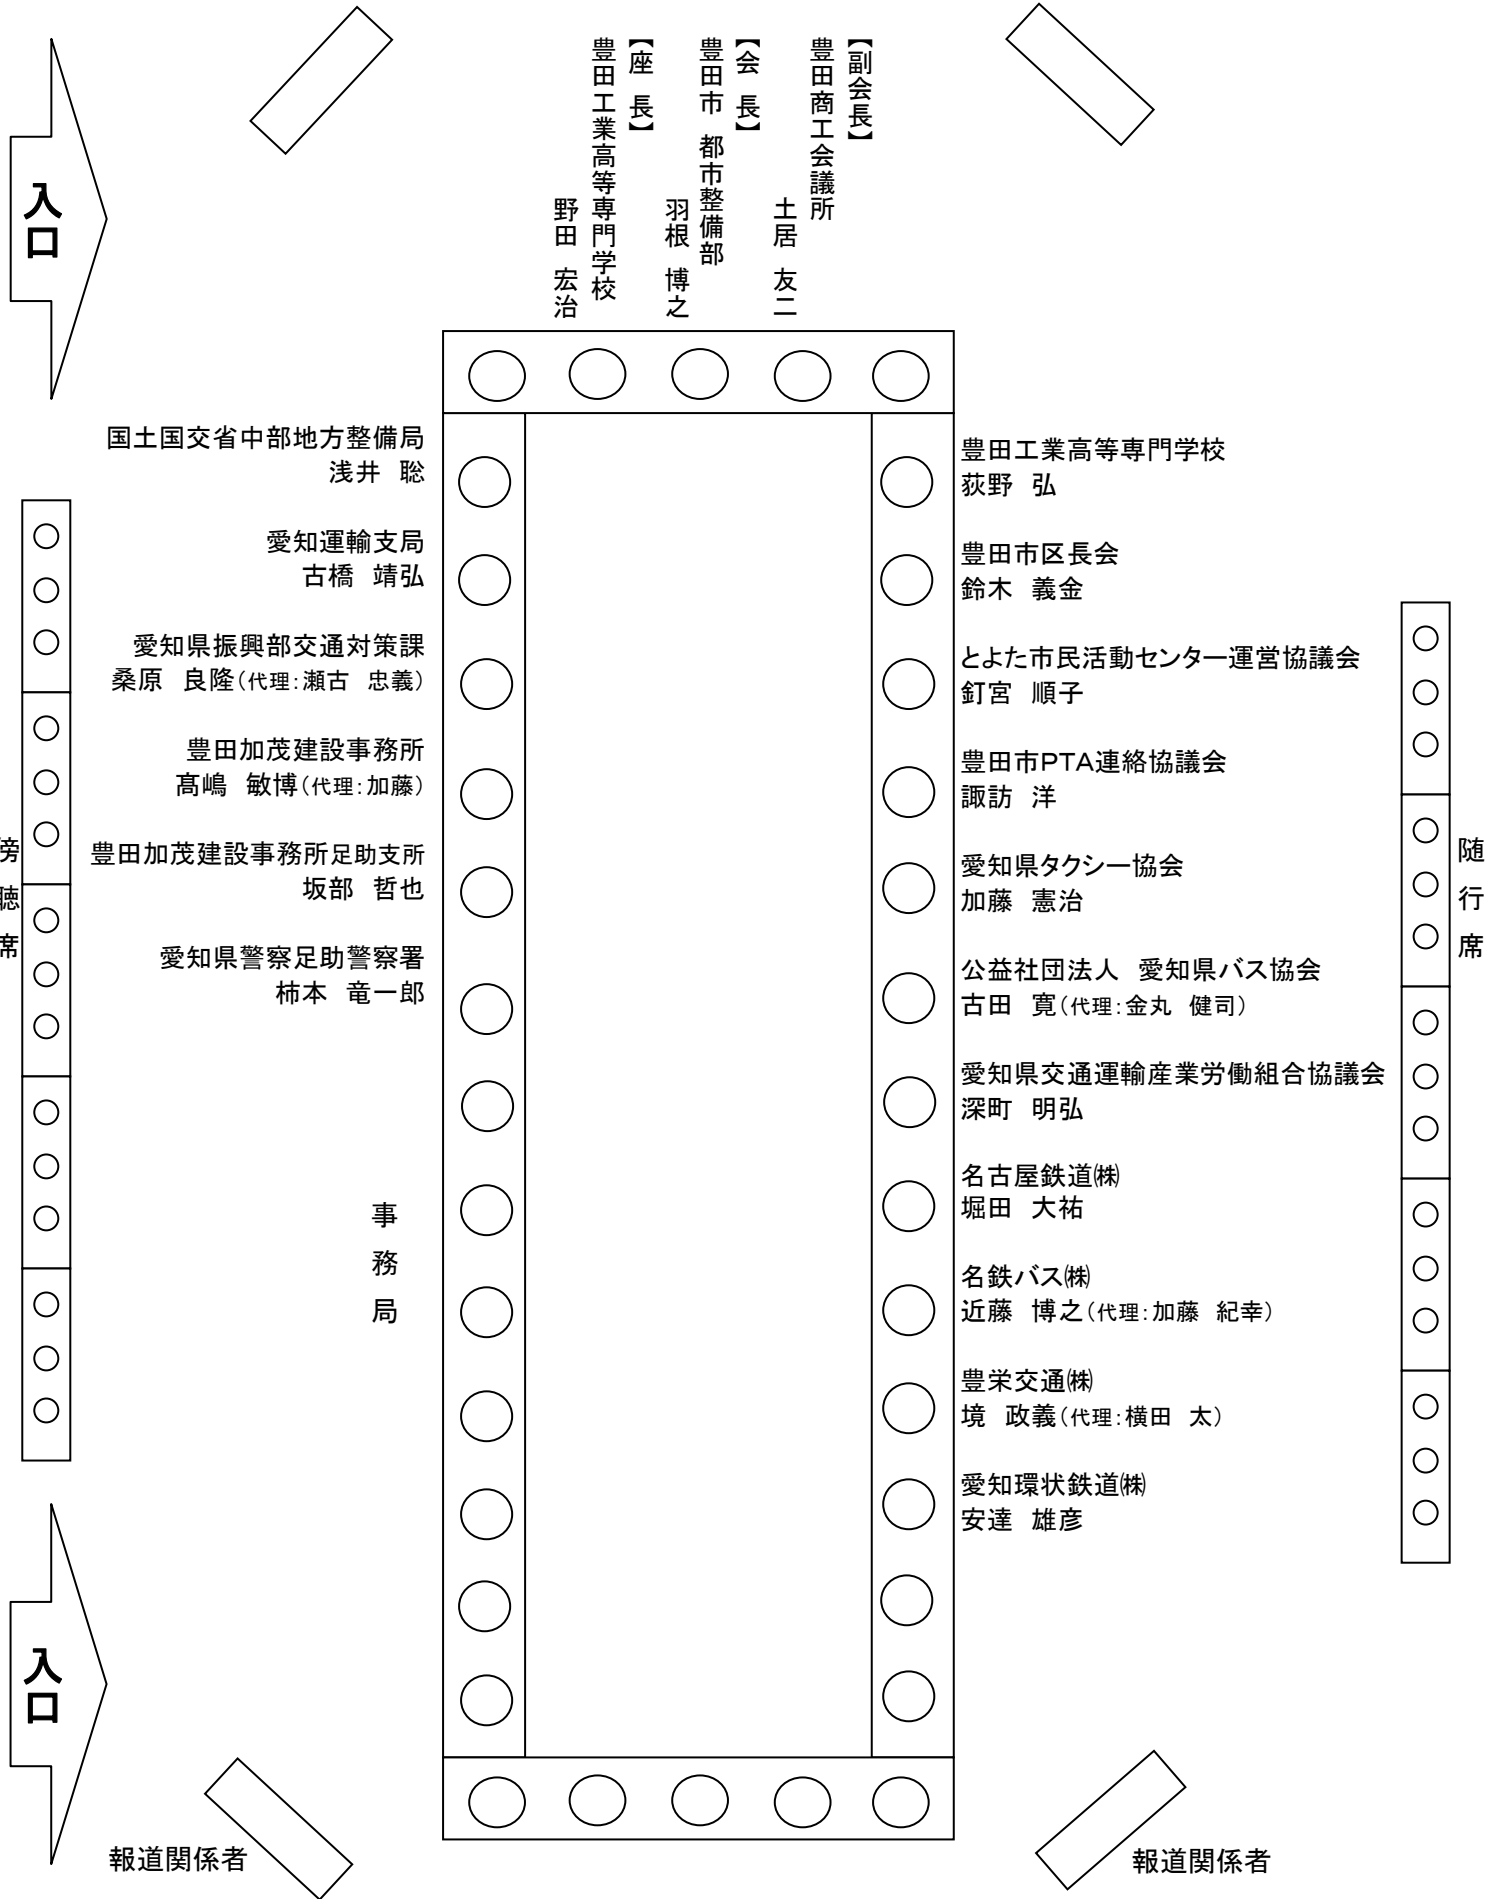 入口
【座　長】
豊田工業高等専門学校
野田　宏治
【会　長】
豊田市　都市整備部
羽根　博之
【副会長】
豊田商工会議所
土居　友二
国土国交省中部地方整備局
浅井　聡
愛知運輸支局
古橋　靖弘
愛知県振興部交通対策課
桑原　良隆（代理：瀬古　忠義）
豊田加茂建設事務所
髙嶋　敏博（代理：加藤）
豊田加茂建設事務所足助支所
坂部　哲也
愛知県警察足助警察署
柿本　竜一郎
事務局
傍聴席
豊田工業高等専門学校
荻野　弘
豊田市区長会
鈴木　義金
とよた市民活動センター運営協議会
釘宮　順子
豊田市PTA連絡協議会
諏訪　洋
愛知県タクシー協会
加藤　憲治
公益社団法人　愛知県バス協会
古田　寛（代理：金丸　健司）
愛知県交通運輸産業労働組合協議会
深町　明弘
名古屋鉄道㈱
堀田　大祐
名鉄バス㈱
近藤　博之（代理：加藤　紀幸）
豊栄交通㈱
境　政義（代理：横田　太）
愛知環状鉄道㈱
安達　雄彦
随行席
入口
報道関係者
報道関係者